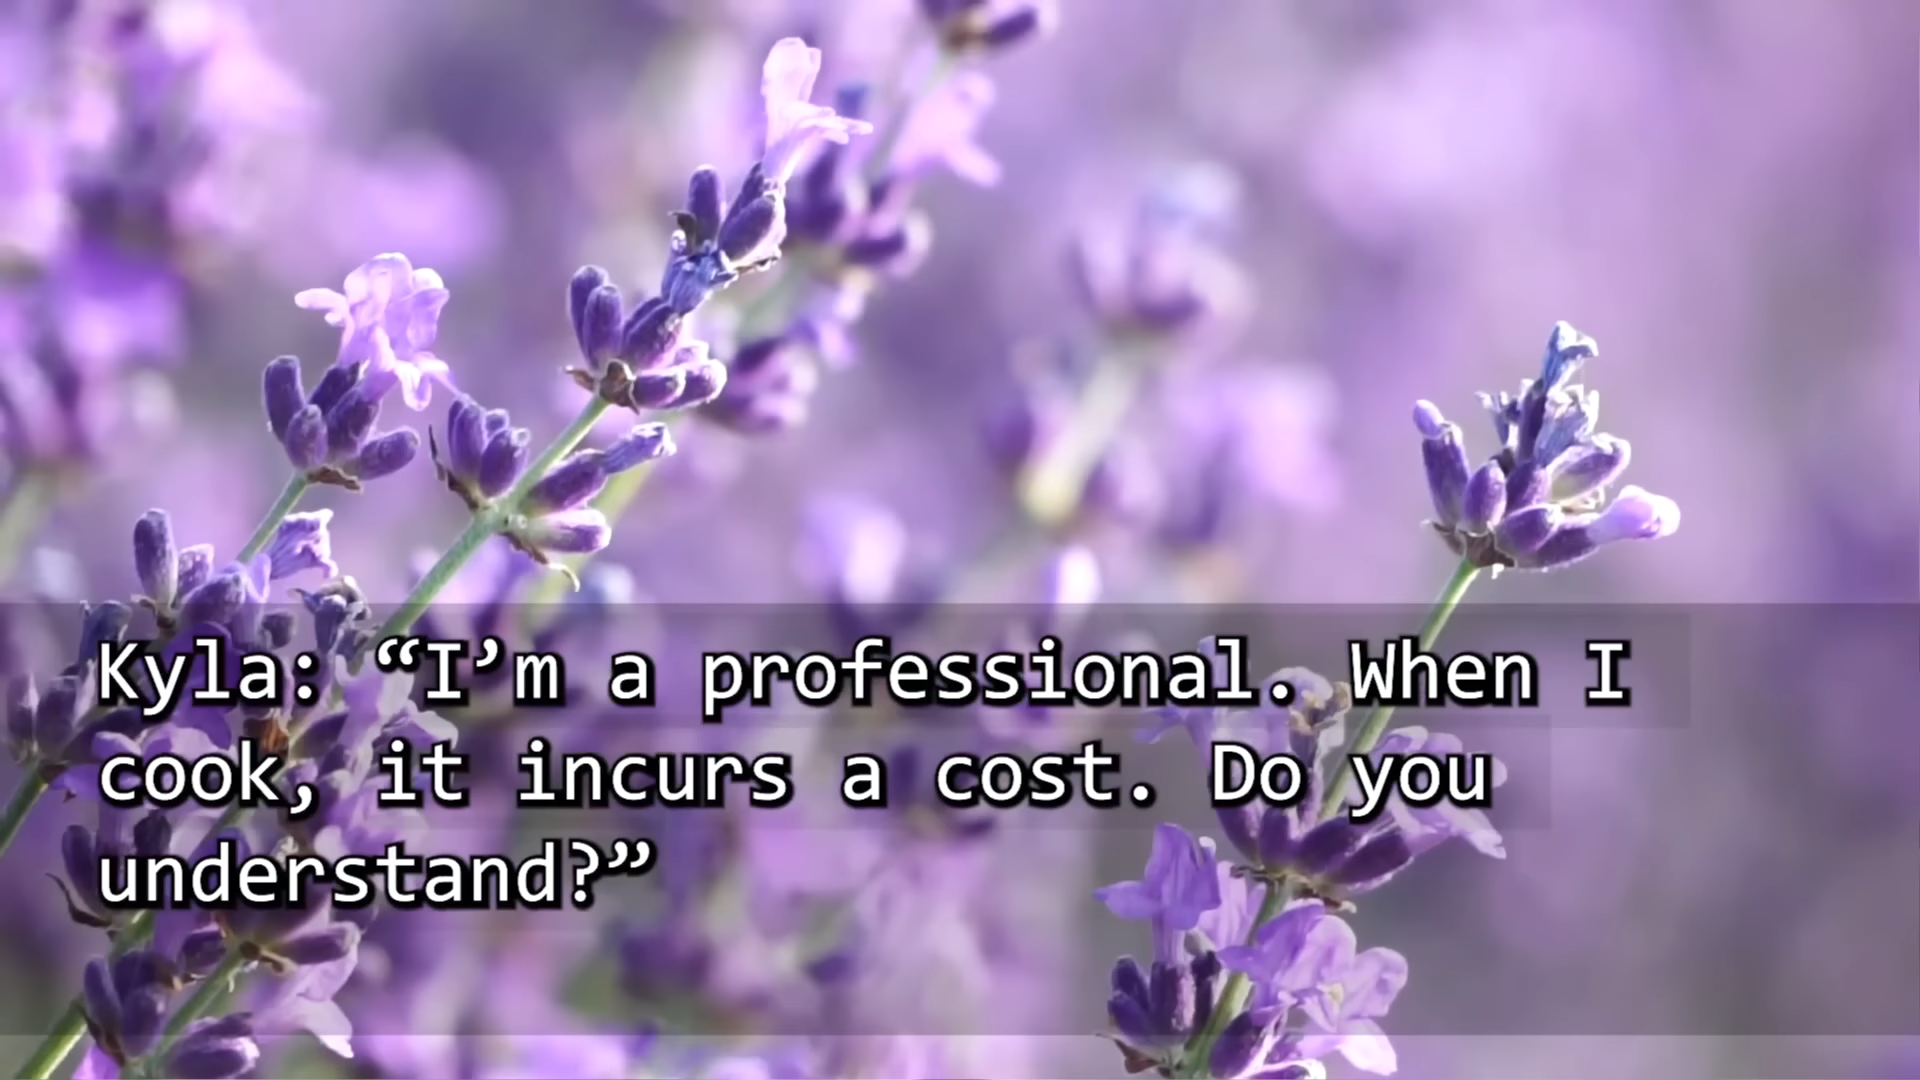 Kyla: “I’m a professional. When I
cook, it incurs a cost. Do you
understand?”